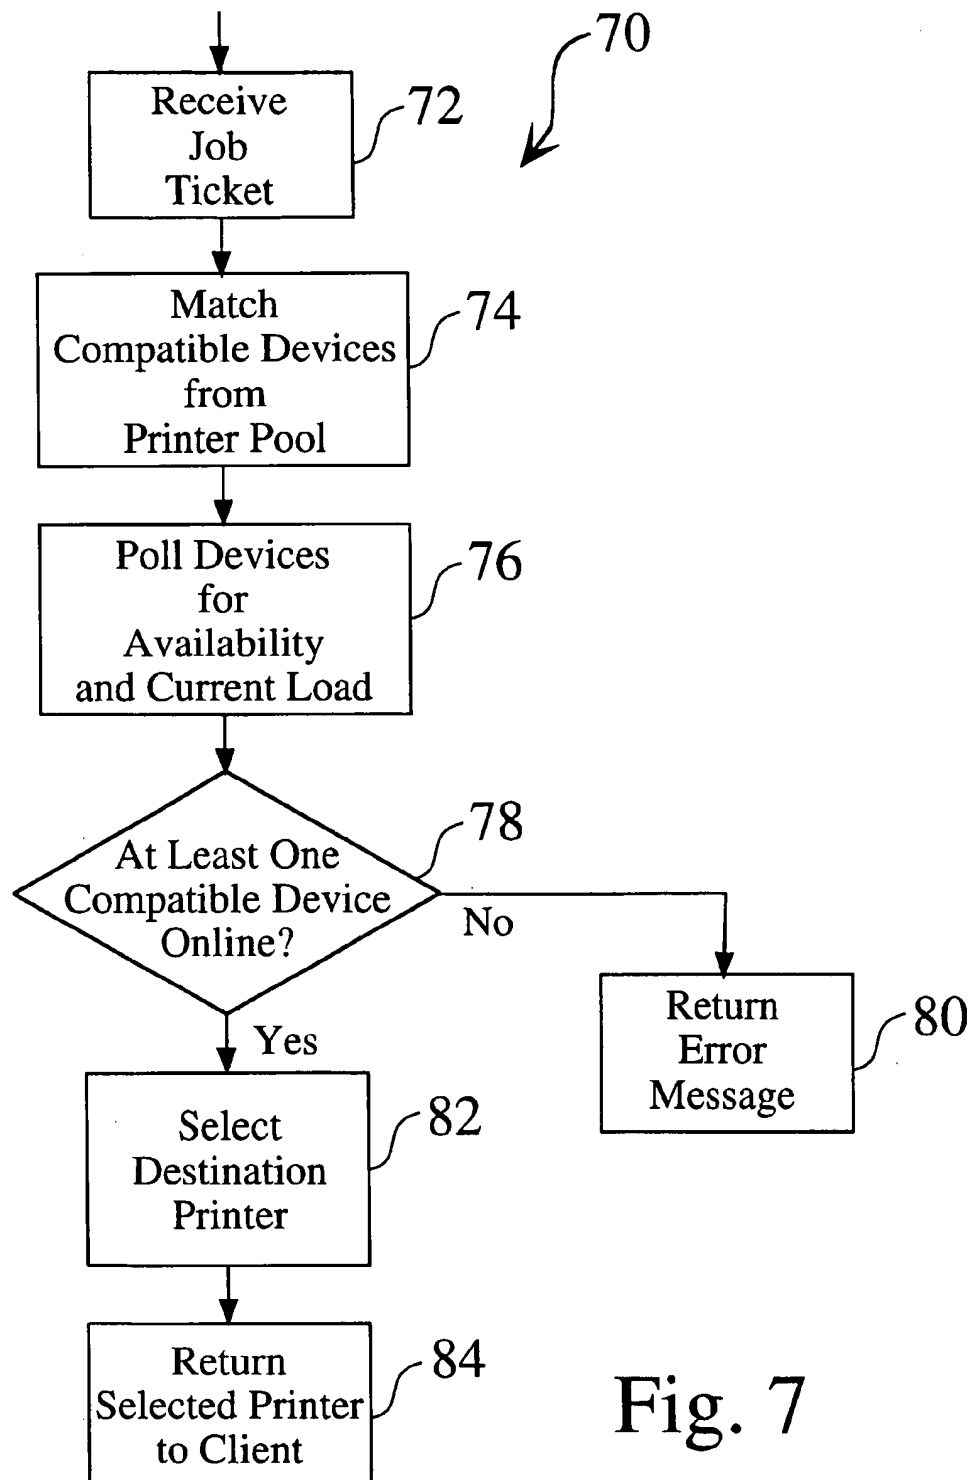 70
Receive
Job
Ticket
72
Match
Compatible Devices
from
Printer Pool
74
Poll Devices
for
Availability
and Current Load
76
At Least One
Compatible Device
Online?
78
No
Return
Error
Message
80
Yes
Select
Destination
Printer
82
Return
Selected Printer
to Client
84
Fig. 7